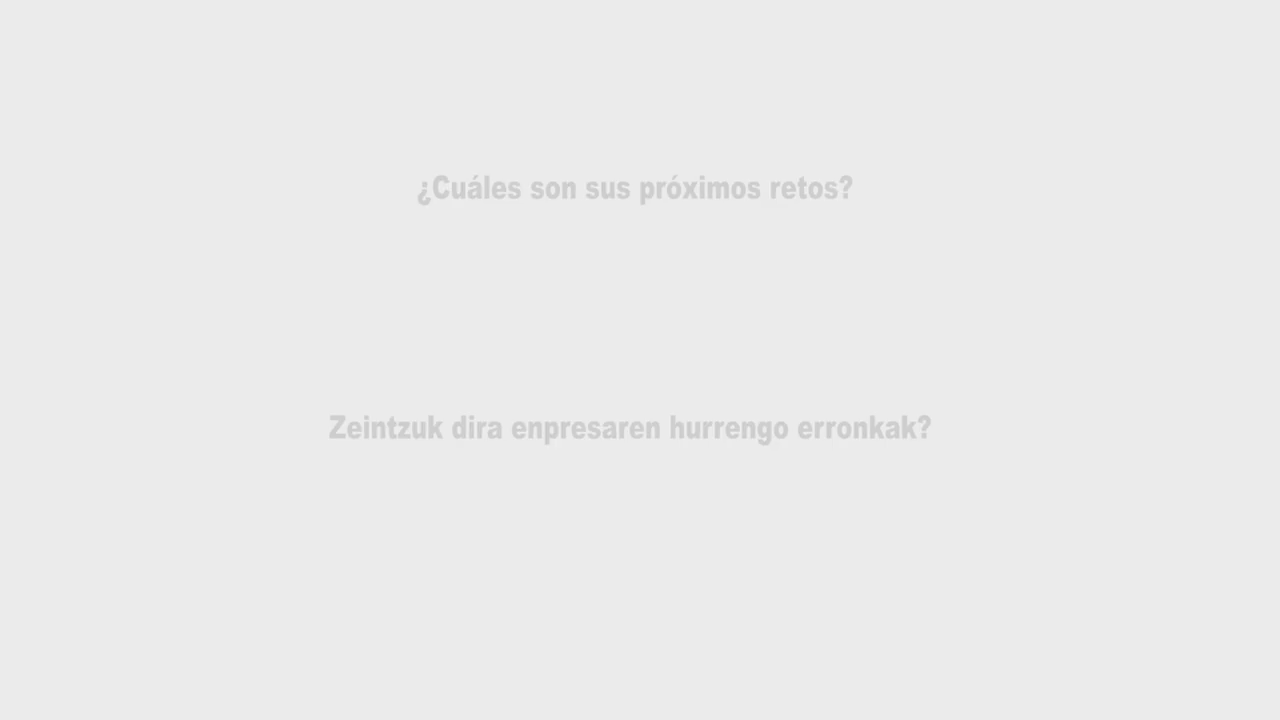 ¿Cuáles son sus próximos retos?
Zeintzuk dira enpresaren hurrengo erronkak?